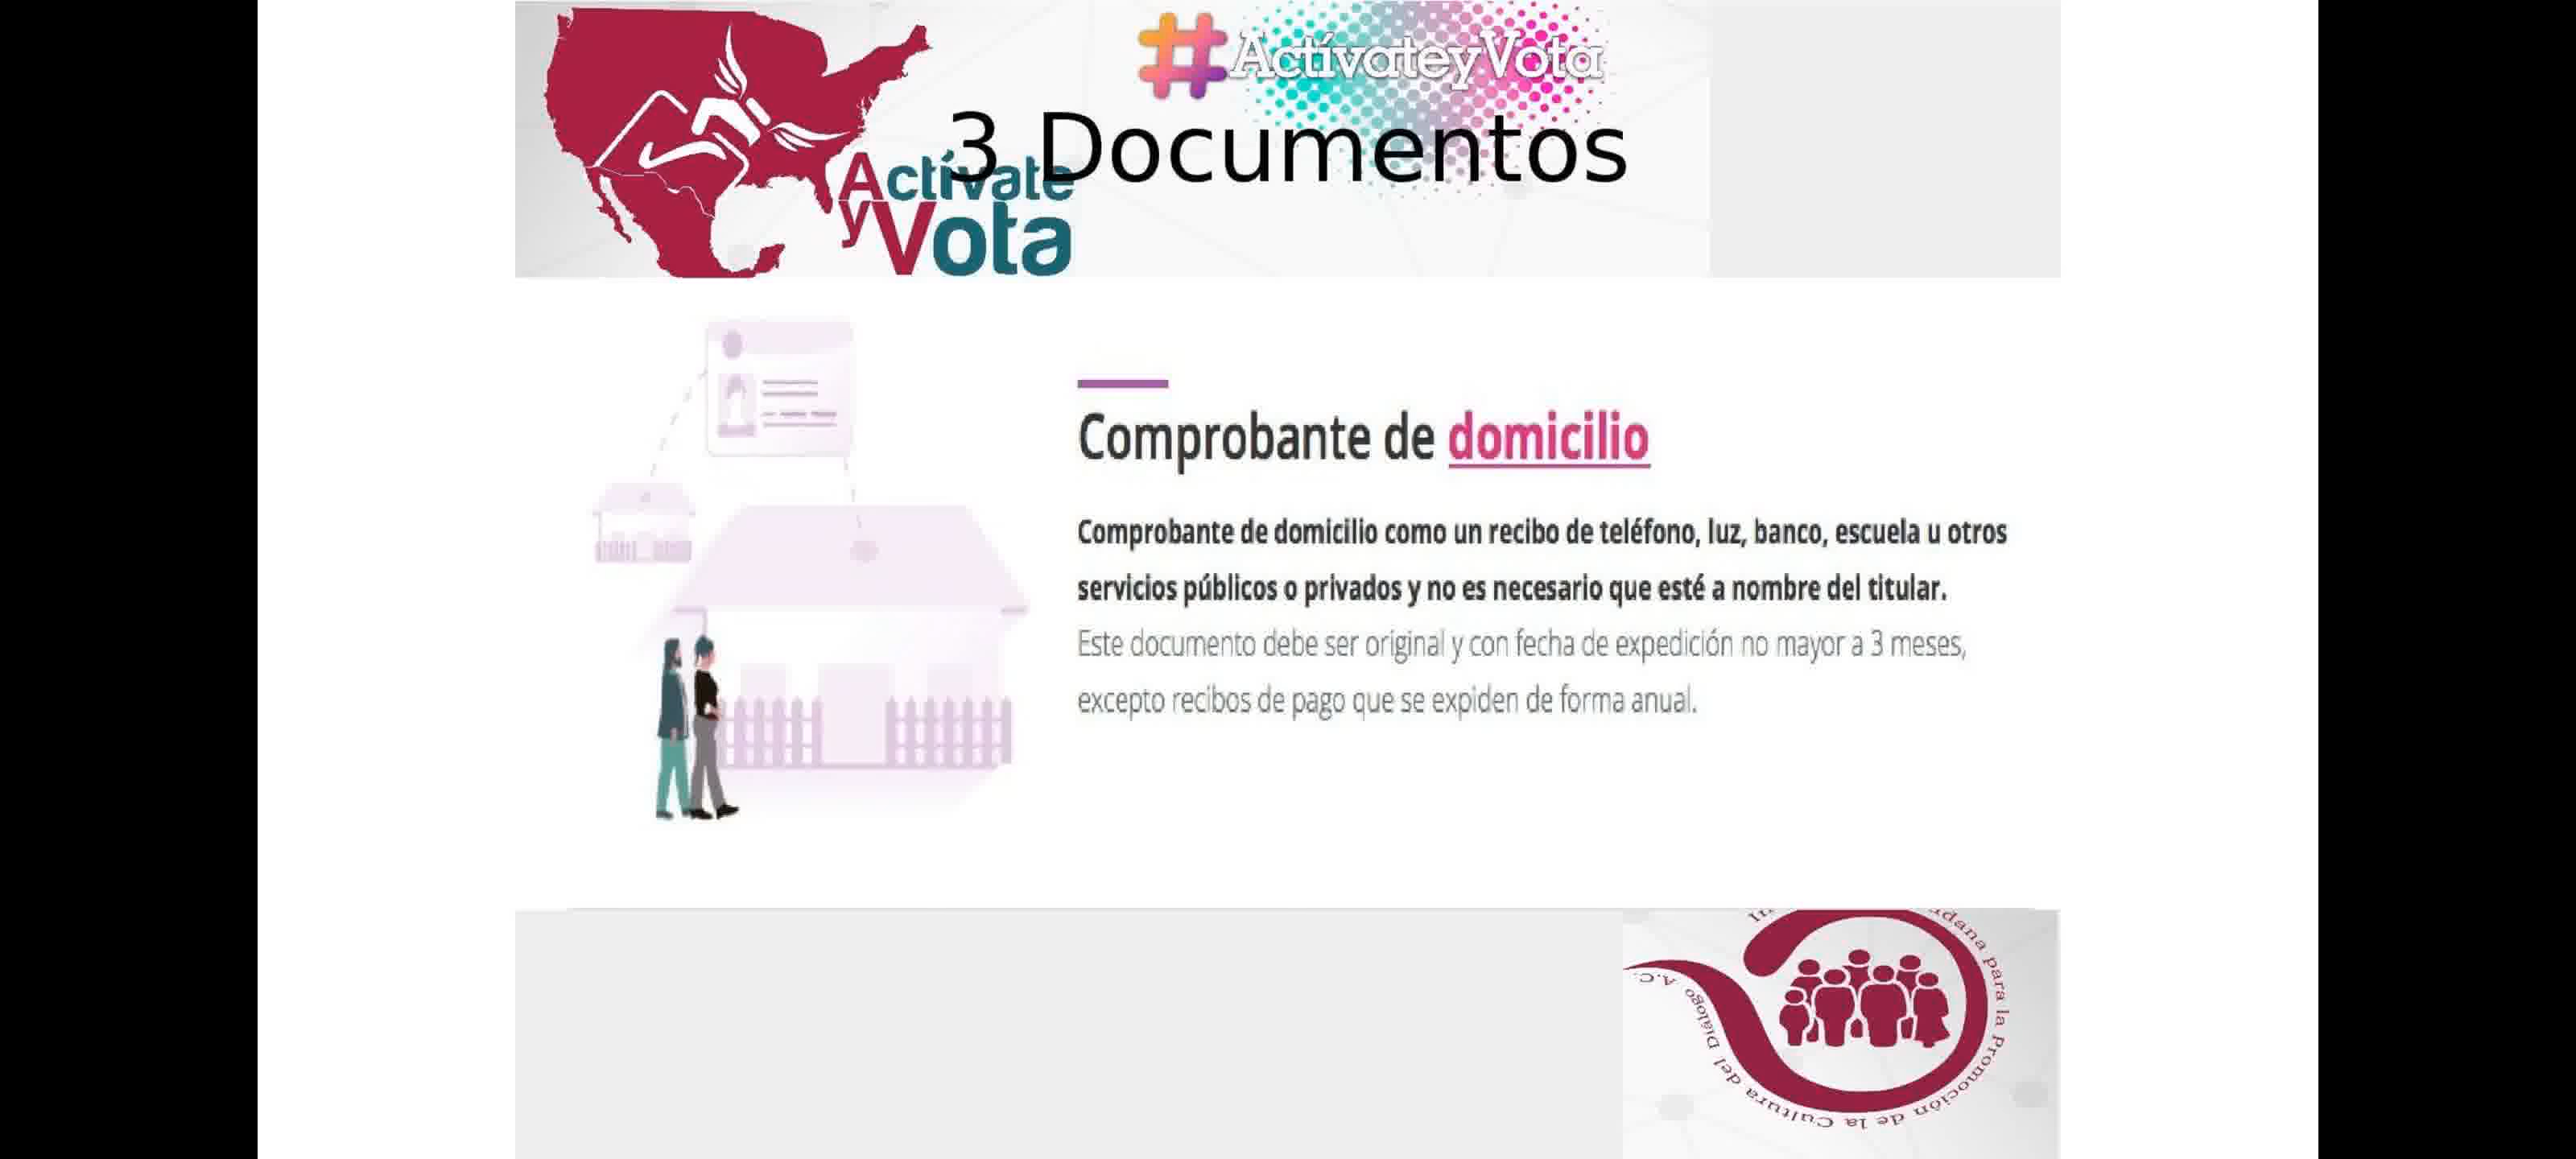 #ActívateyVota
3 Documentos
Actívate
y Vota
Comprobante de domicilio
Comprobante de domicilio como un recibo de teléfono, luz, banco, escuela u otros
servicios públicos o privados y no es necesario que esté a nombre del titular.
Este documento debe ser original y con fecha de expedición no mayor a 3 meses,
excepto recibos de pago que se expiden de forma anual.
para la Promoción de la Cultura del Diálogo A.C.